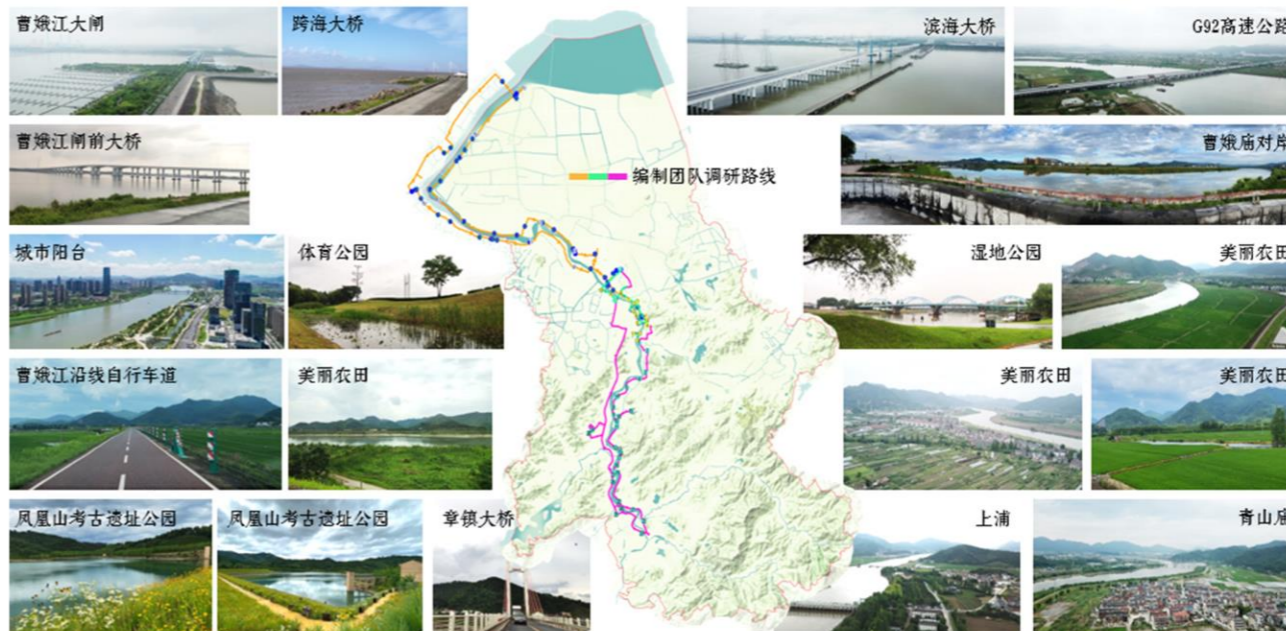 曹娥江大闸
跨海大桥
滨海大桥
G92高速公路
曹娥江闸前大桥
曹娥庙对岸
编制团队调研路线
城市阳台
体育公园
湿地公园
美丽农田
曹娥江沿线自行车道
美丽农田
美丽农田
美丽农田
凤凰山考古遗址公园
凤凰山考古遗址公园
章镇大桥
上浦
青山庙